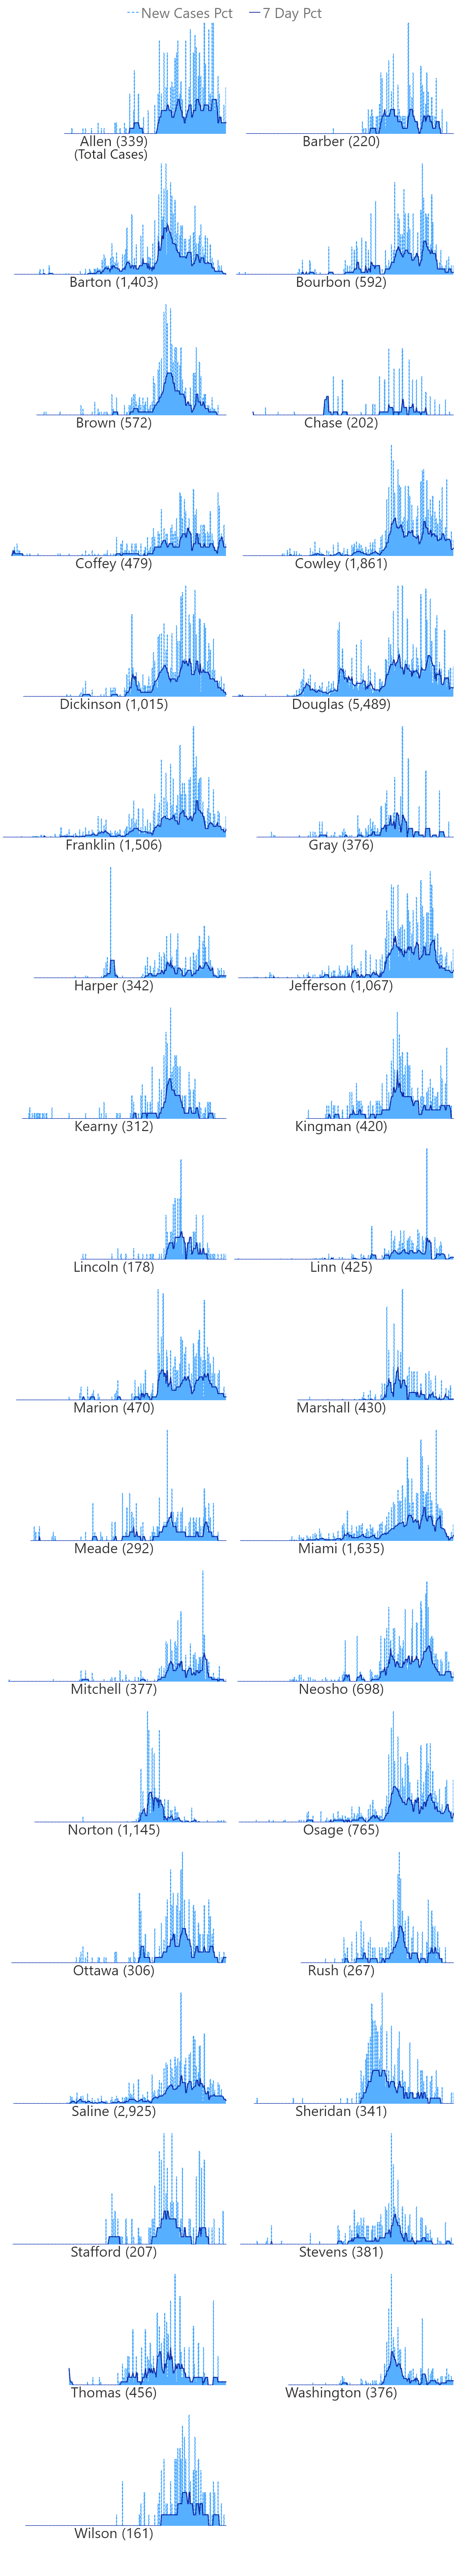 New Cases Pct 7 Day Pct
Allen (339) Barber (220)
(Total Cases)
Barton (1,403) Bourbon (592)
Brown (572) Chase (202)
Coffey (479) Cowley (1,861)
Dickinson (1,015) Douglas (5,489)
Franklin (1,506) Gray (376)
Harper (342) Jefferson (1,067)
Kearny (312) Kingman (420)
Lincoln (178) Linn (425)
Marion (470) Marshall (430)
Meade (292) Miami (1,635)
Mitchell (377) Neosho (698)
Norton (1,145) Osage (765)
Ottawa (306) Rush (267)
Saline (2,925) Sheridan (341)
Stafford (207) Stevens (381)
Thomas (456) Washington (376)
Wilson (161)